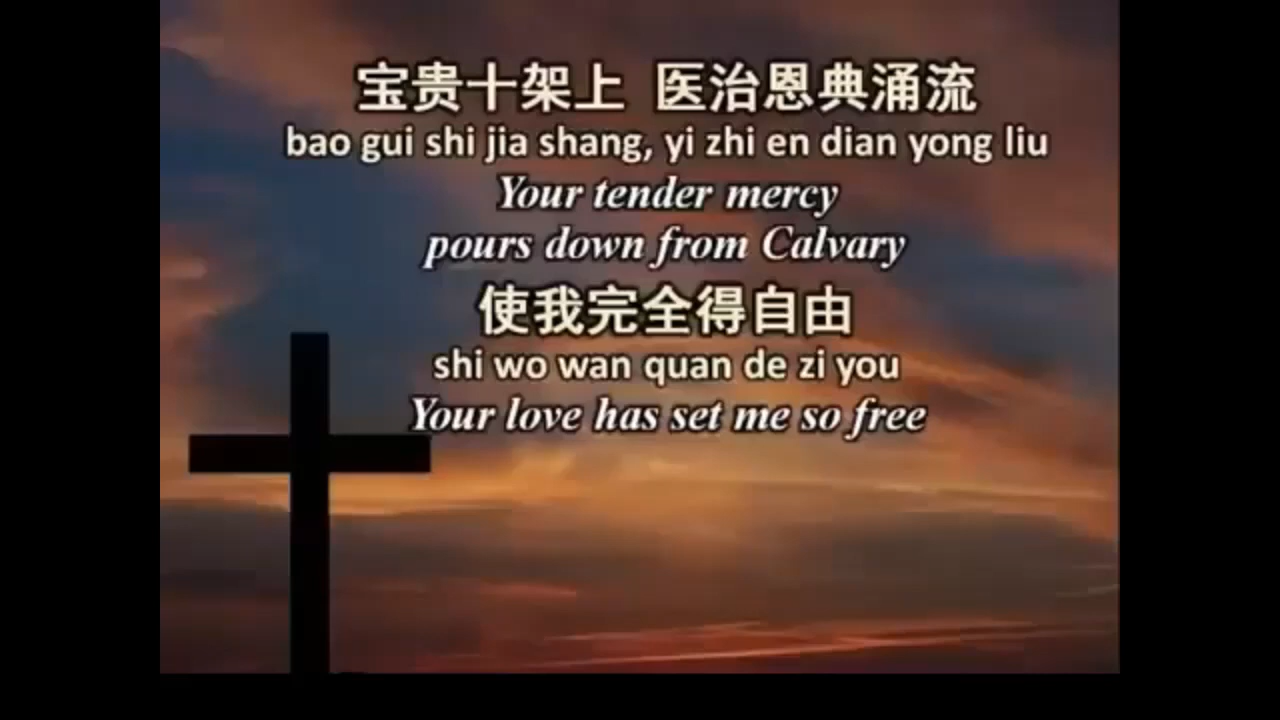 宝贵十架上 医治恩典涌流
bao gui shi jia shang, yi zhi en dian yong liu
Your tender mercy
pours down from Calvary
使我完全得自由
shi wo wan quan de zi you
Your love has set me so free